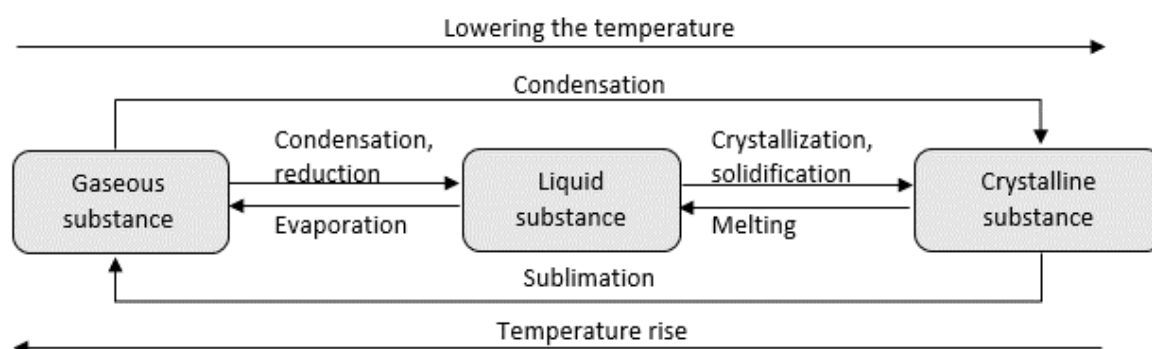 Lowering the temperature
Condensation
Condensation,
reduction
Crystallization,
solidification
Gaseous
substance
Liquid
substance
Crystalline
substance
Evaporation
Melting
Sublimation
Temperature rise